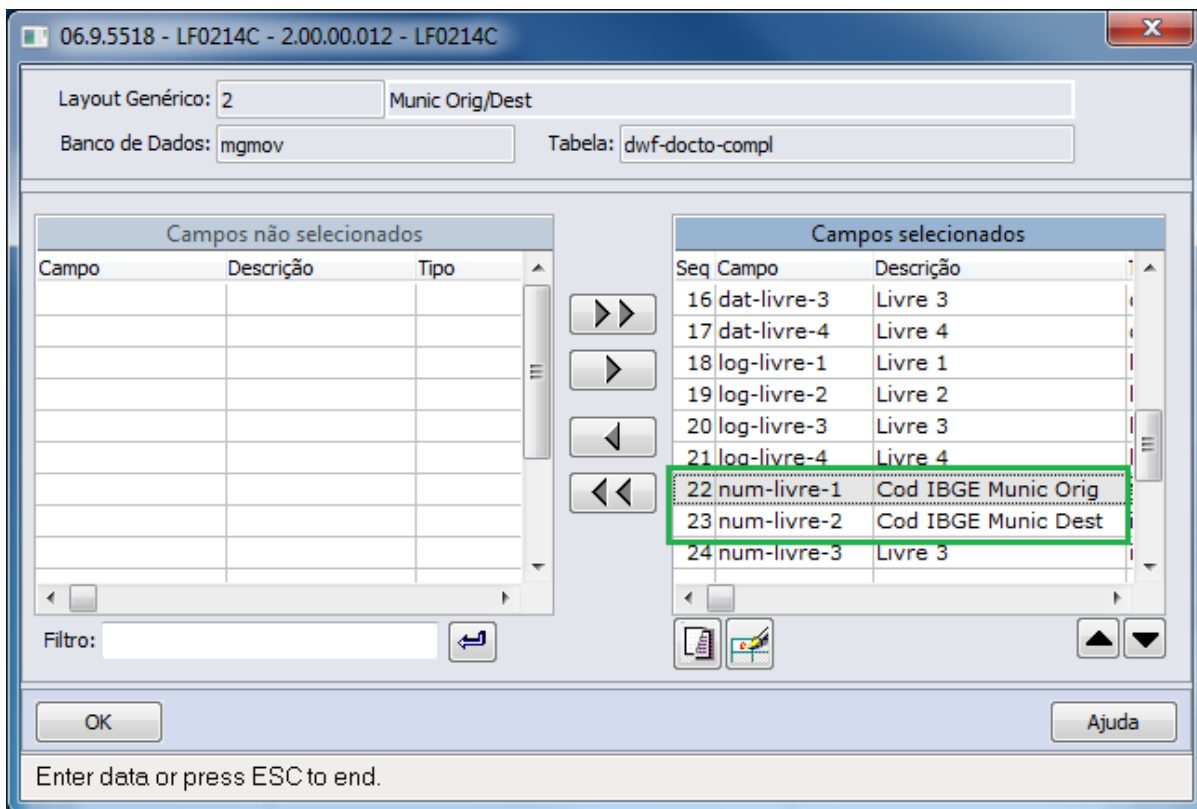 06.9.5518 - LF0214C - 2.00.00.012 - LF0214C
Layout Genérico: 2 Munic Orig/Dest
Banco de Dados: mgmov Tabela: dwf-docto-compl
Campos não selecionados
Campo Descrição Tipo
Campos selecionados
Seq Campo Descrição
16 dat-livre-3 Livre 3
17 dat-livre-4 Livre 4
18 log-livre-1 Livre 1
19 log-livre-2 Livre 2
20 log-livre-3 Livre 3
21 log-livre-4 Livre 4
22 num-livre-1 Cod IBGE Munic Orig
23 num-livre-2 Cod IBGE Munic Dest
24 num-livre-3 Livre 3
Filtro:
OK Ajuda
Enter data or press ESC to end.